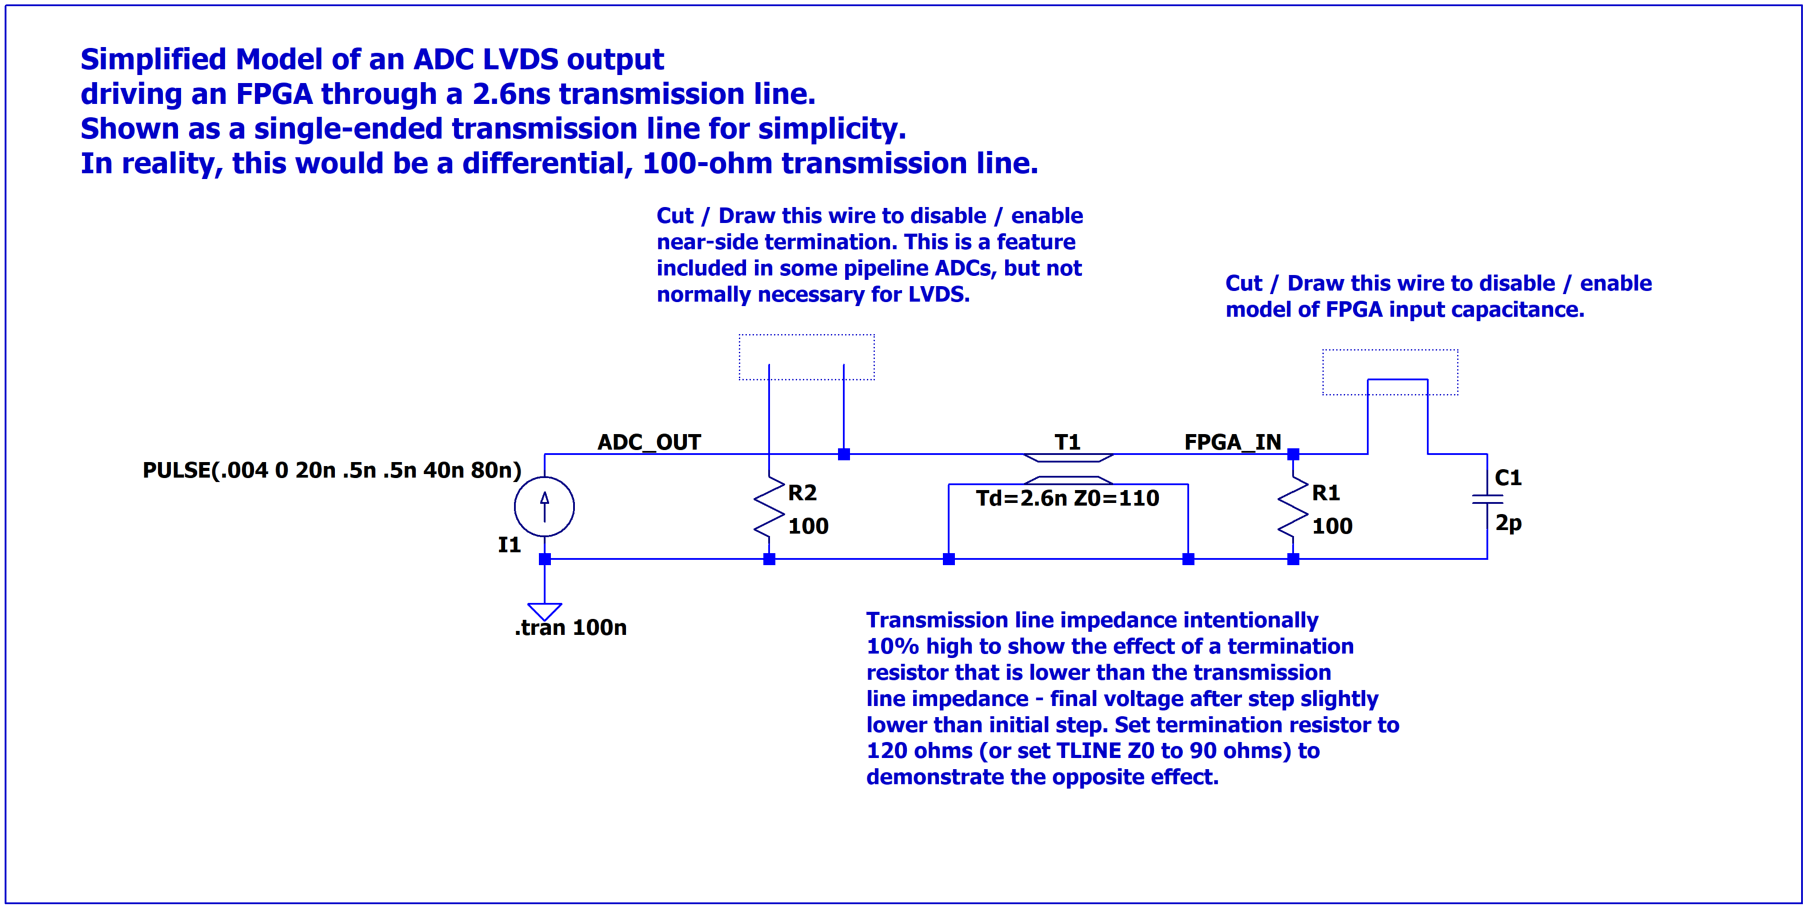 Simplified Model of an ADC LVDS output
driving an FPGA through a 2.6ns transmission line.
Shown as a single-ended transmission line for simplicity.
In reality, this would be a differential, 100-ohm transmission line.
Cut / Draw this wire to disable / enable
near-side termination. This is a feature
included in some pipeline ADCs, but not
normally necessary for LVDS.
Cut / Draw this wire to disable / enable
model of FPGA input capacitance.
ADC_OUT
T1
FPGA_IN
PULSE(.004 0 20n .5n .5n 40n 80n)
I1
R2
100
Td=2.6n Z0=110
R1
100
C1
2p
.tran 100n
Transmission line impedance intentionally
10% high to show the effect of a termination
resistor that is lower than the transmission
line impedance - final voltage after step slightly
lower than initial step. Set termination resistor to
120 ohms (or set TLINE Z0 to 90 ohms) to
demonstrate the opposite effect.